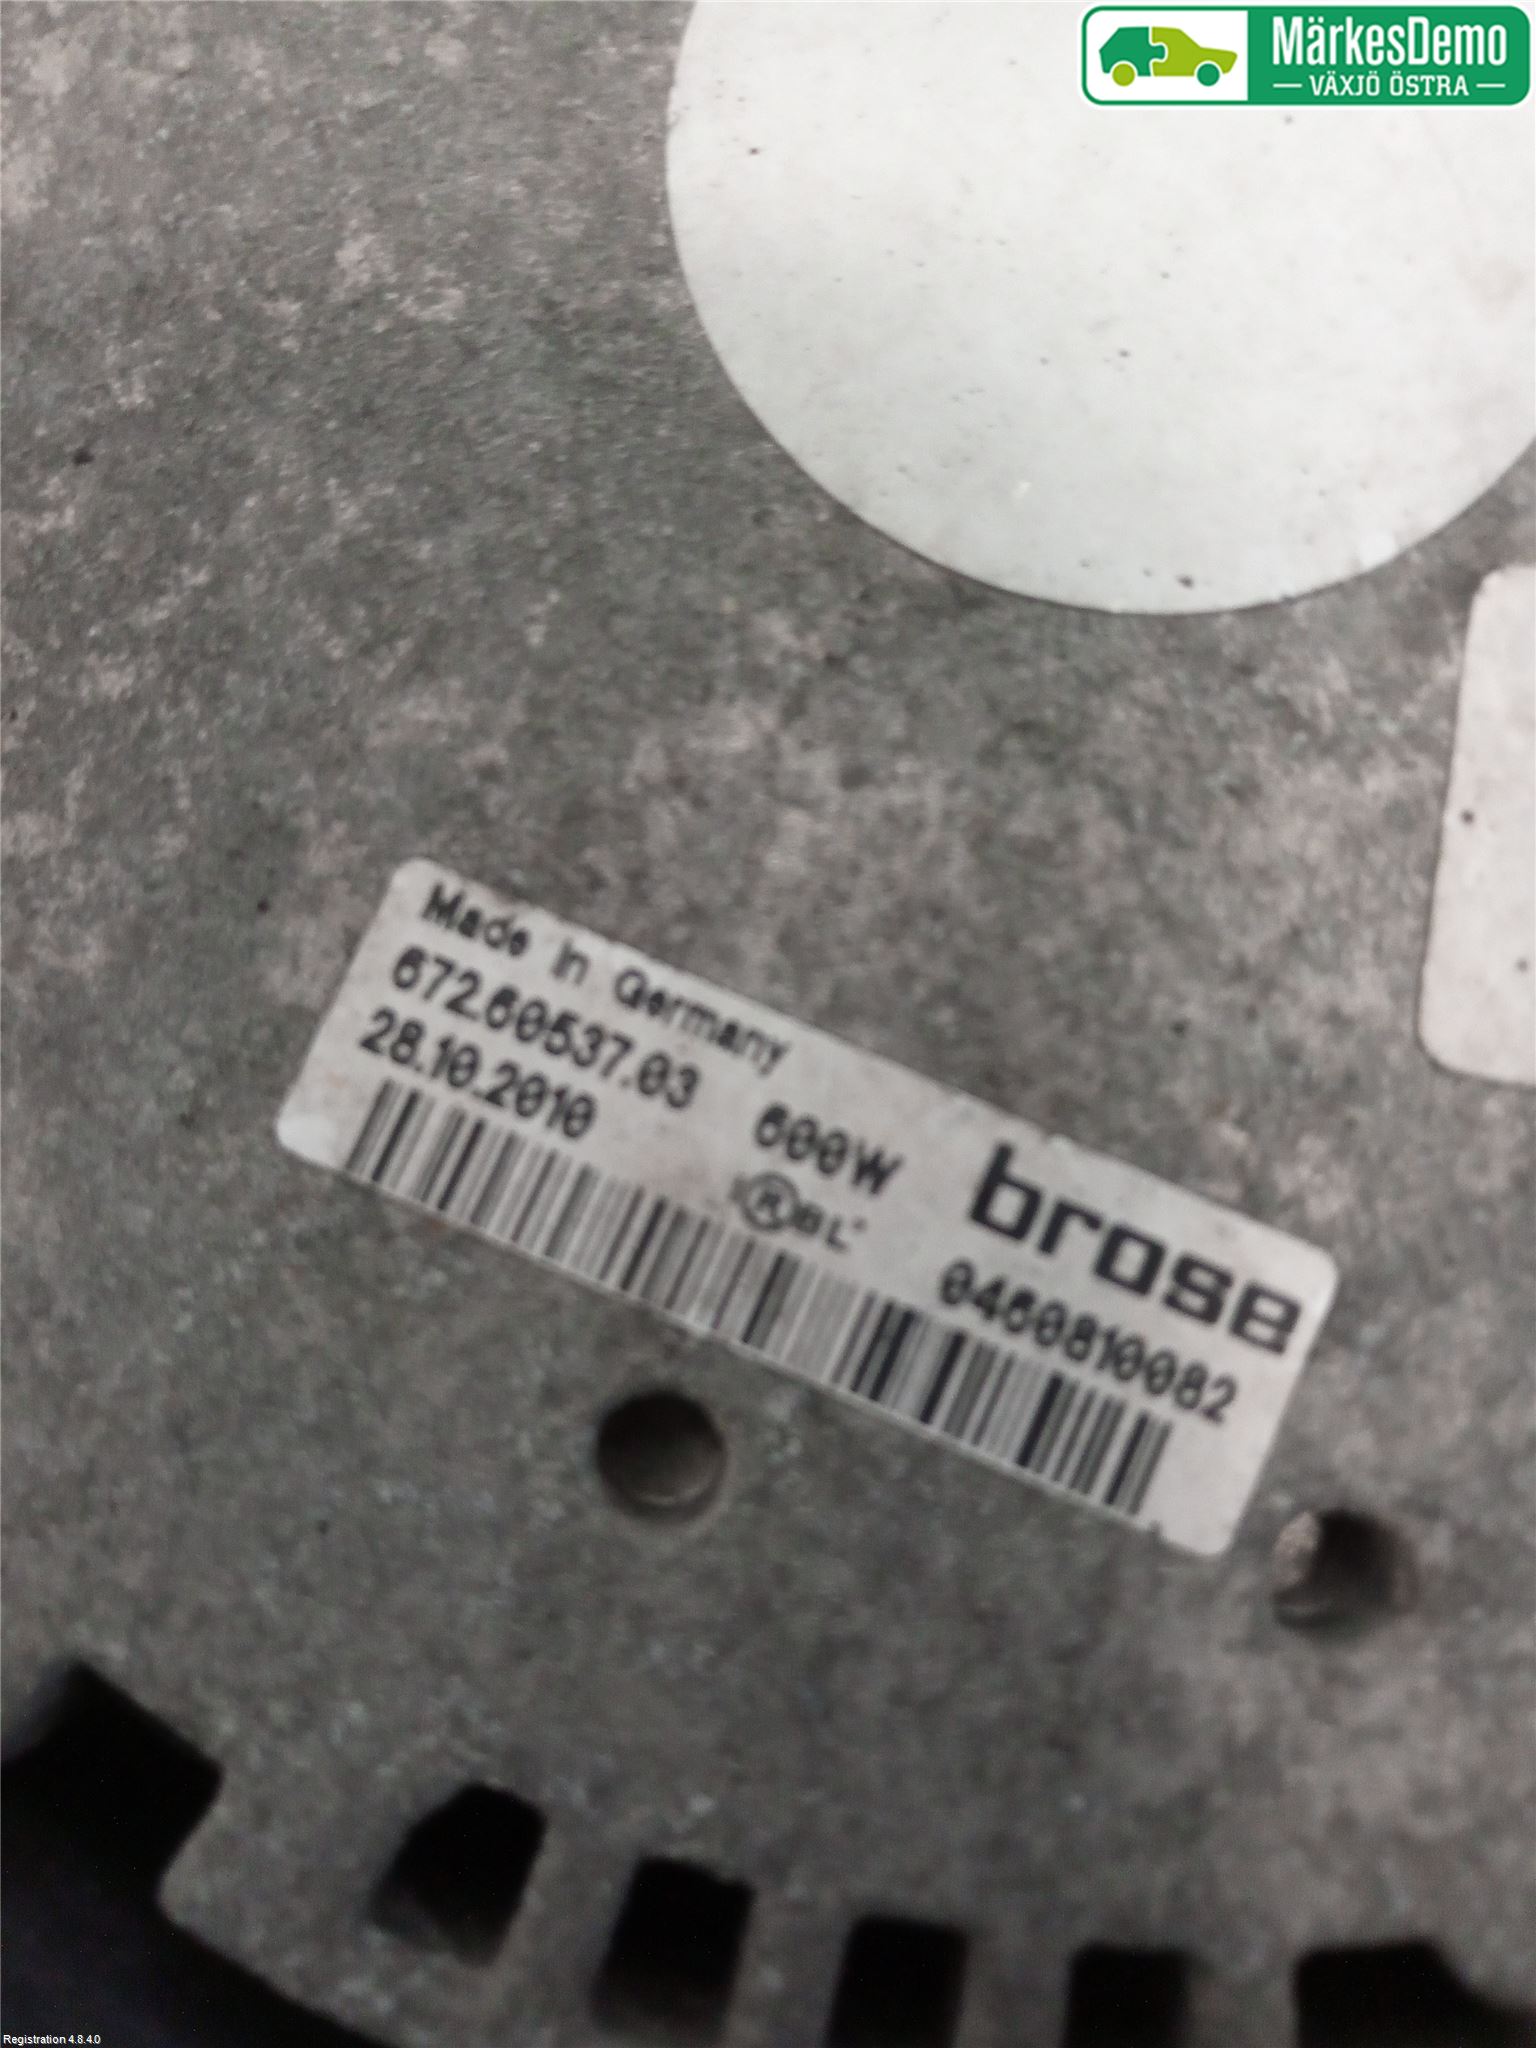 MärkesDemo
VÄXJÖ ÖSTRA
Made in Germany
672.60537.03 600W brose
28.10.2010 0460810082
Registration 4.8.4.0